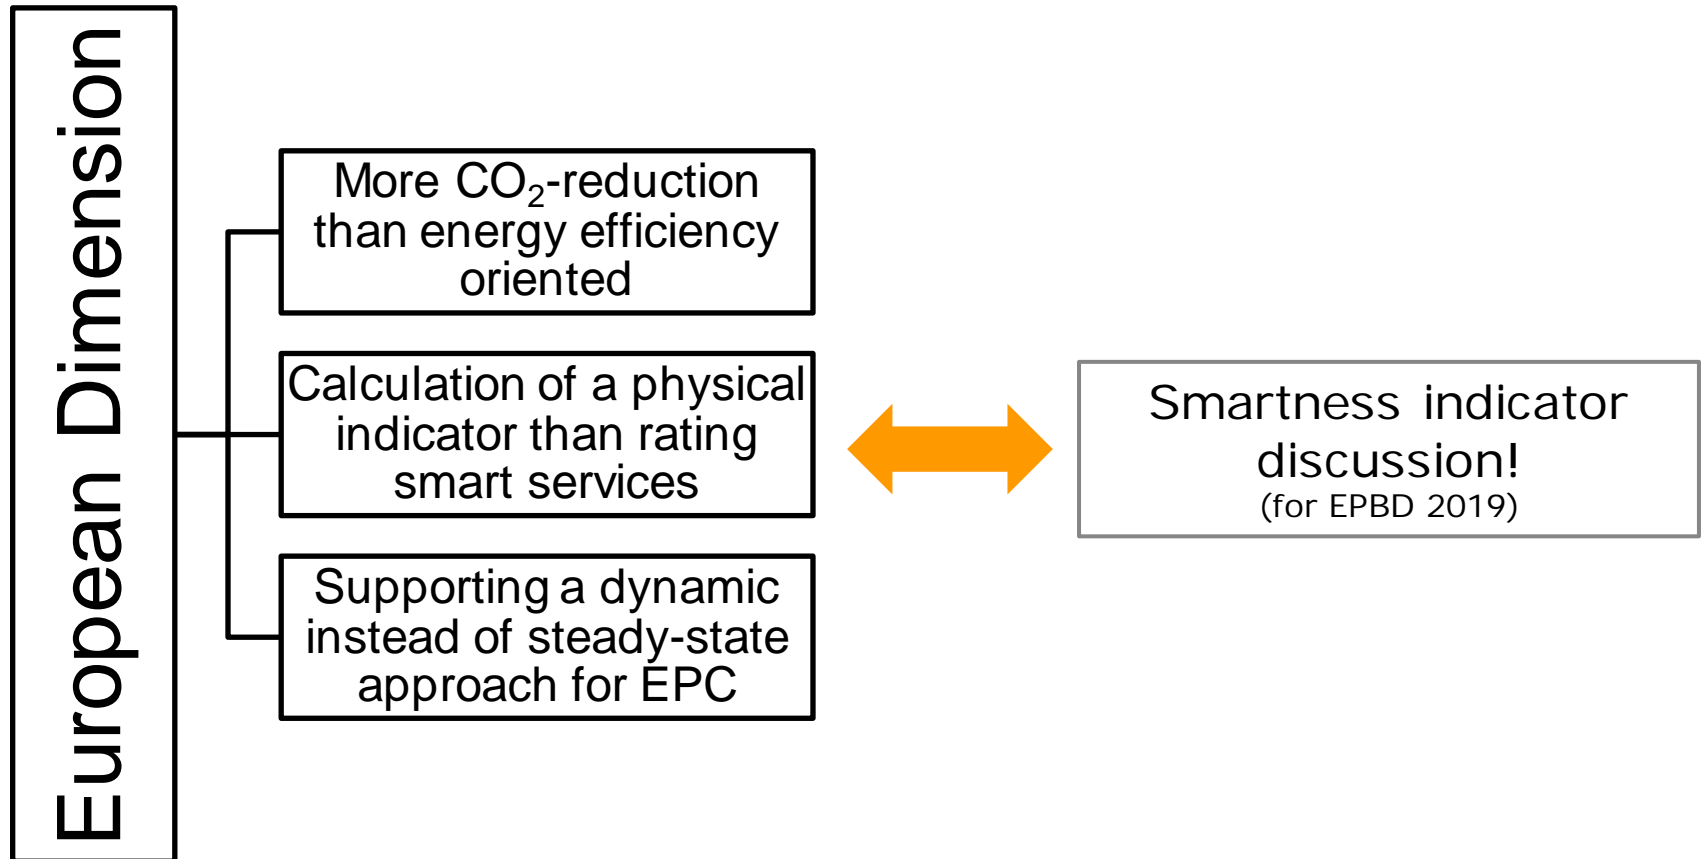 European Dimension
More CO₂-reduction
than energy efficiency
oriented
Calculation of a physical
indicator than rating
smart services
Supporting a dynamic
instead of steady-state
approach for EPC
Smartness indicator
discussion!
(for EPBD 2019)